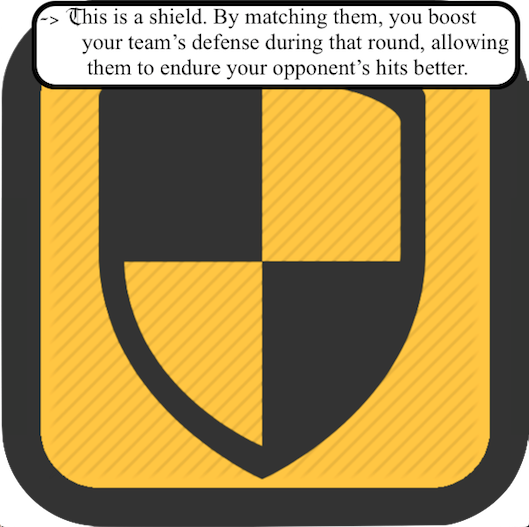 -> This is a shield. By matching them, you boost
your team’s defense during that round, allowing
them to endure your opponent’s hits better.